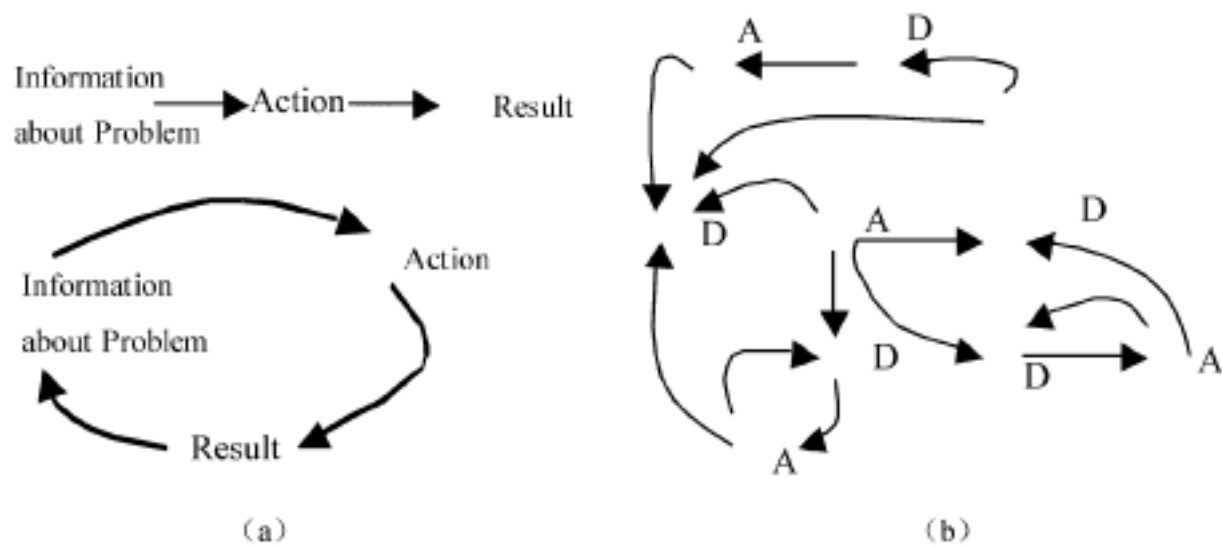 Information
about Problem
Action
Result
Information
about Problem
Action
Result
(a)
A
D
D
A
D
D
D
A
A
(b)